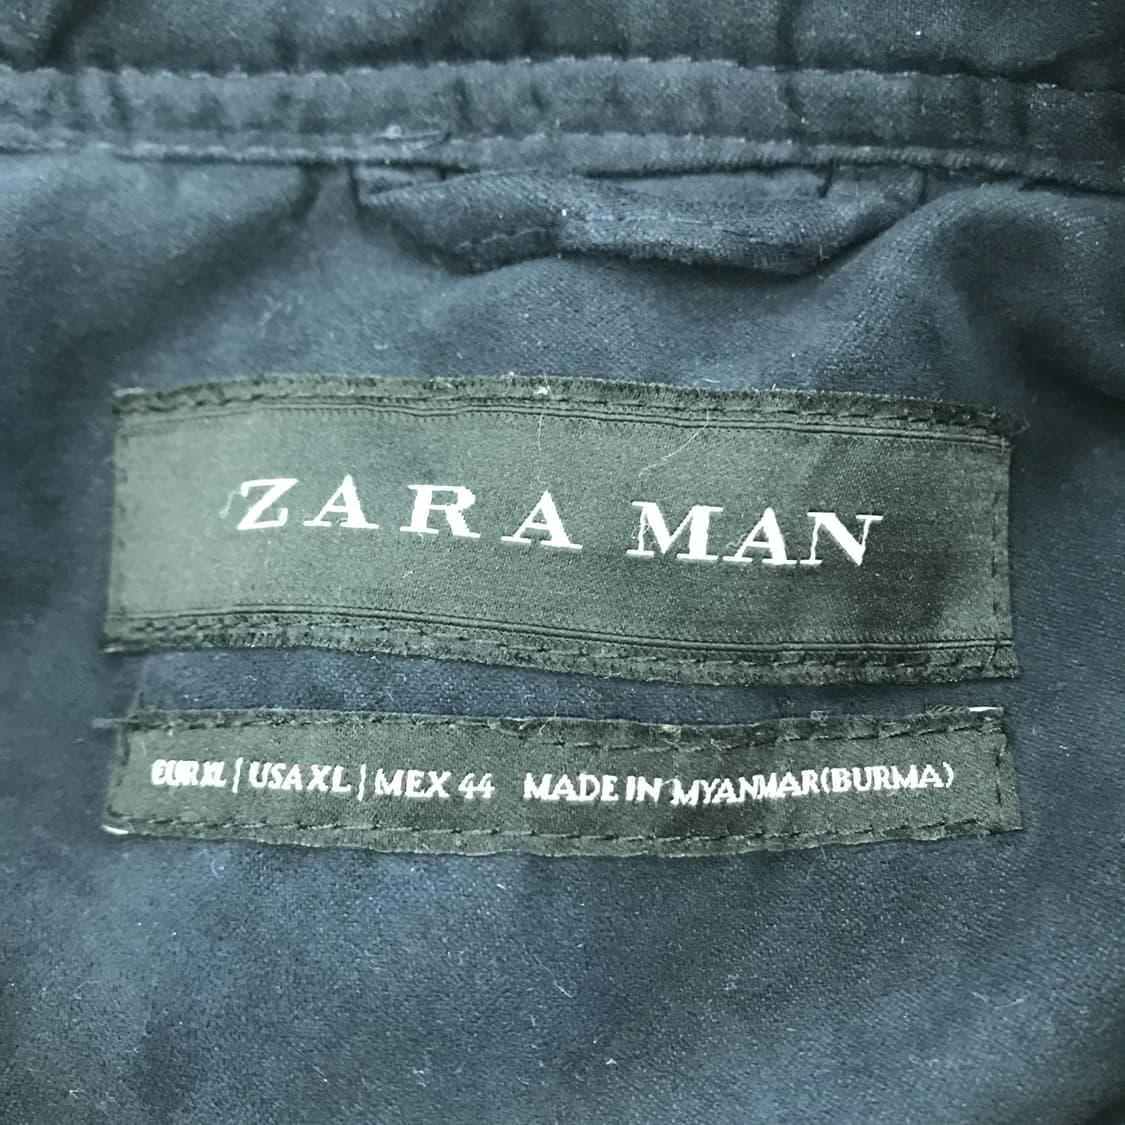 ZARA MAN
EUR XL | USA XL | MEX 44 MADE IN MYANMAR(BURMA)